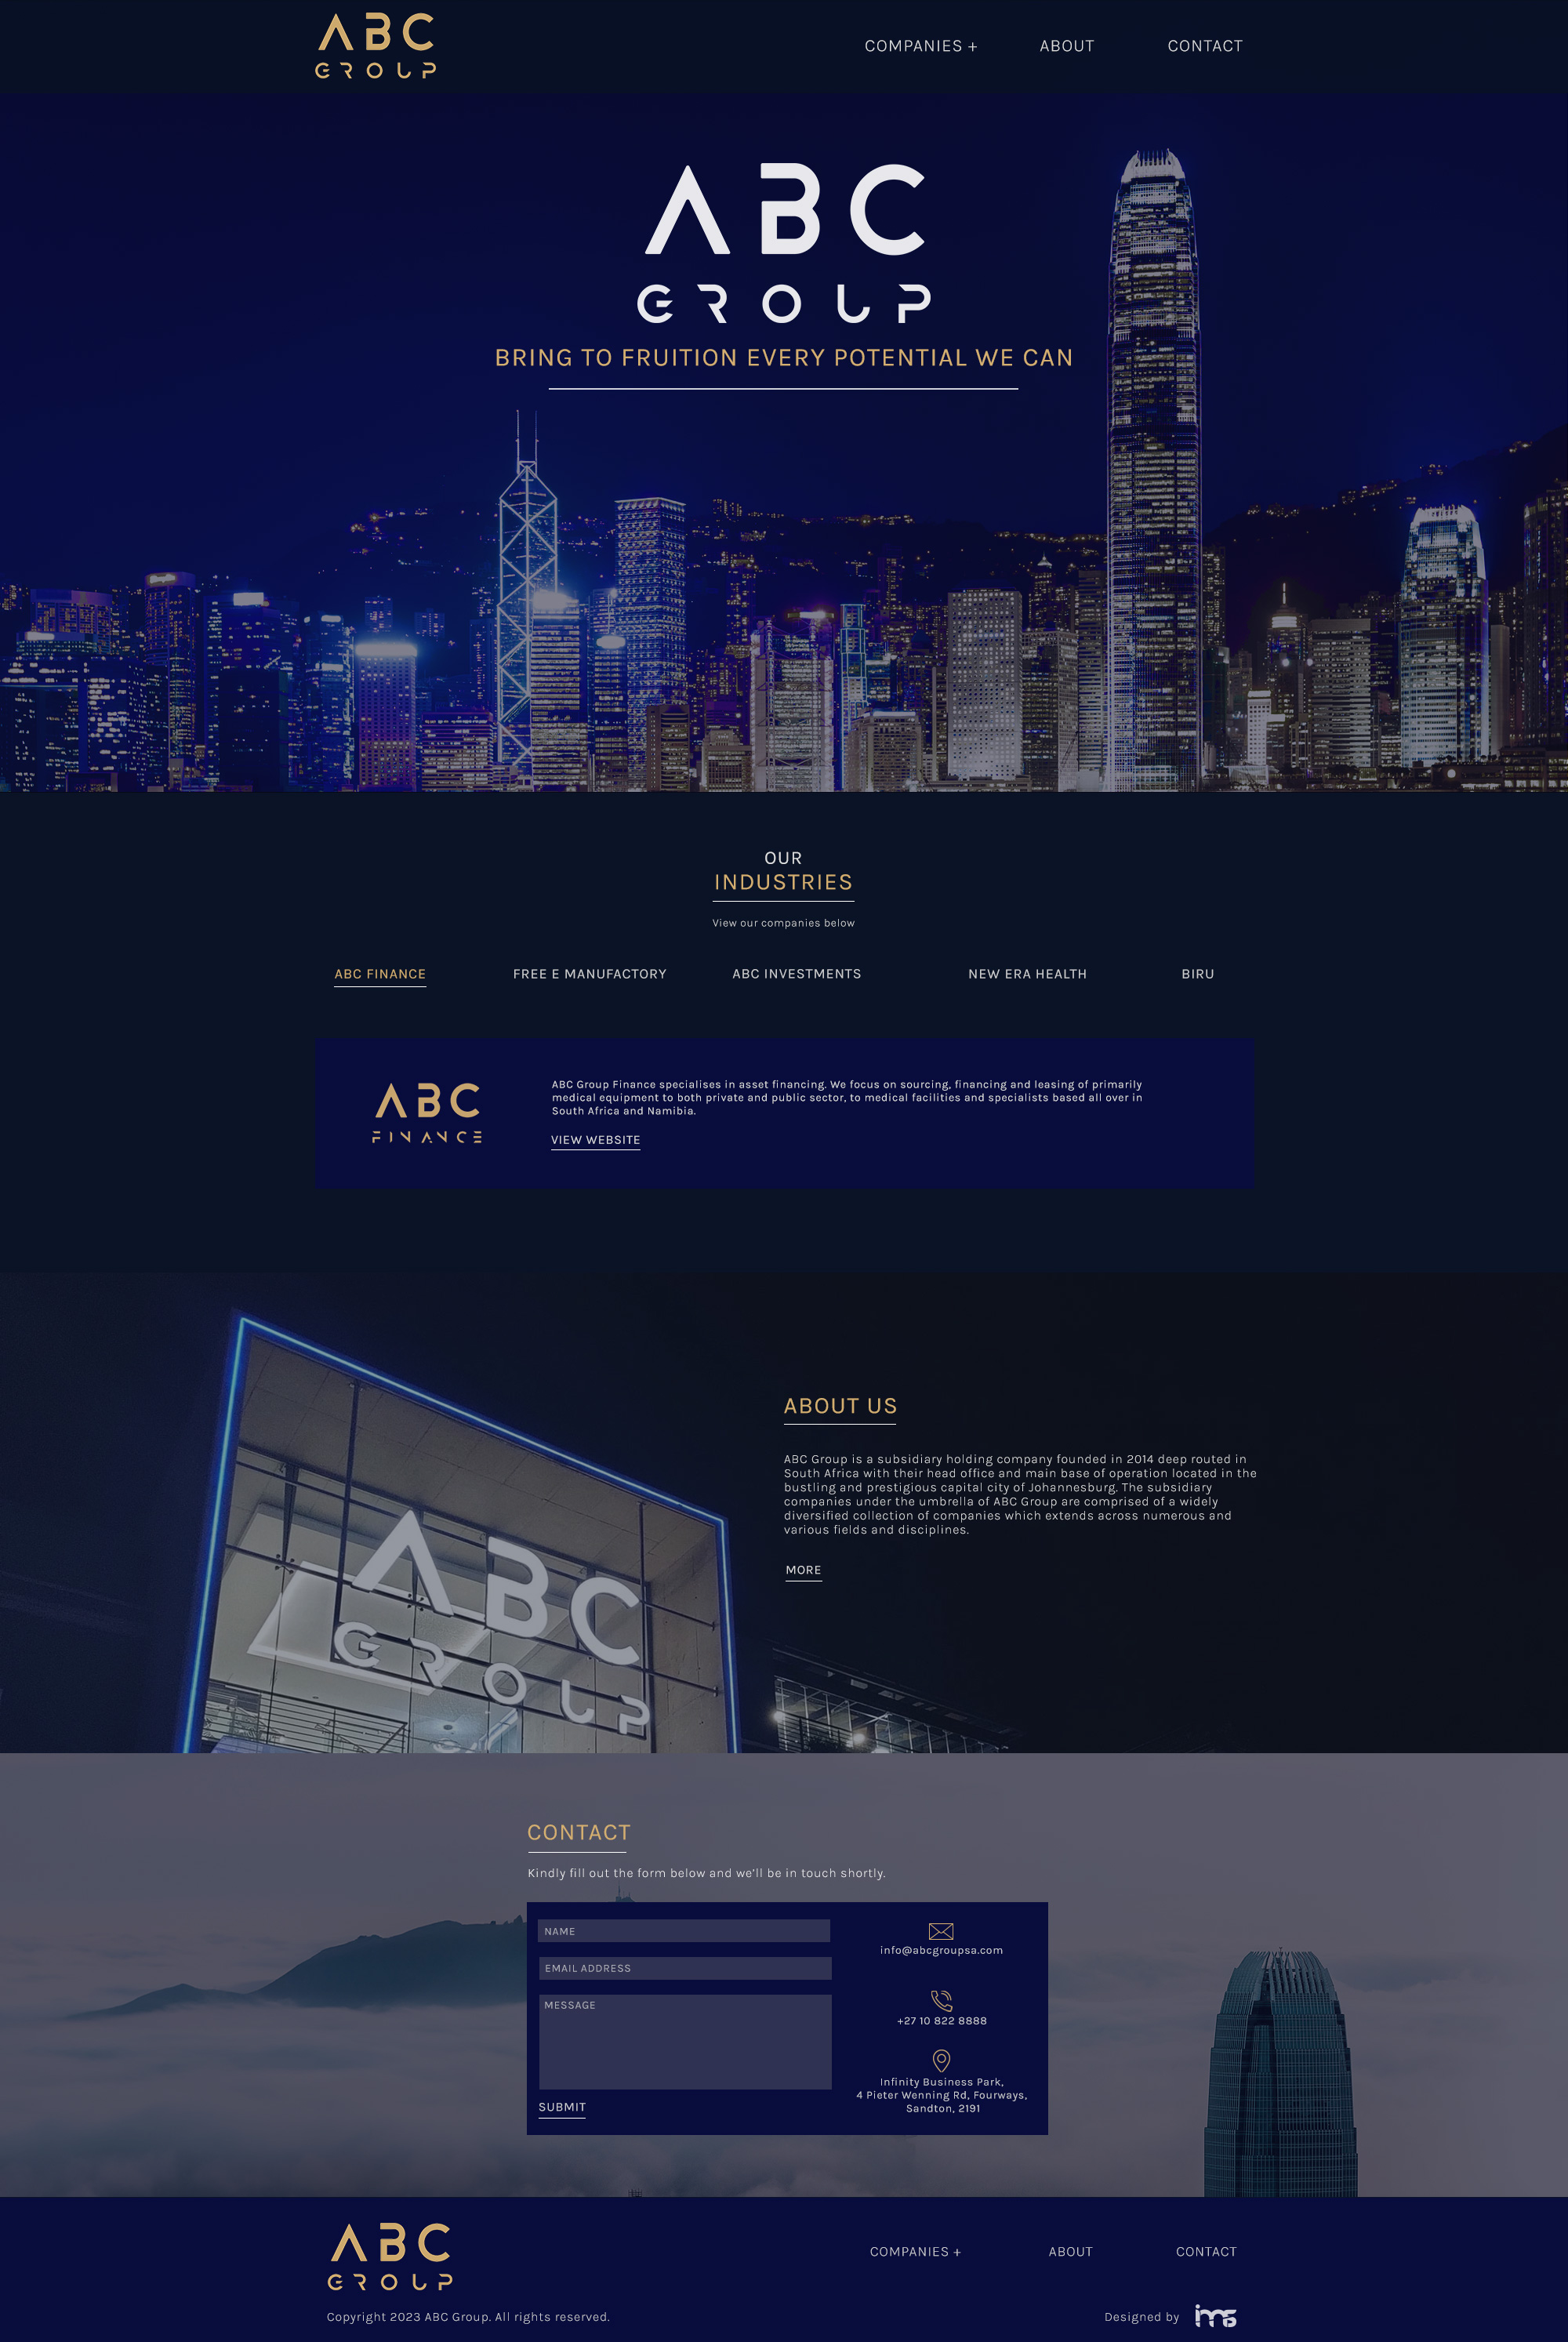 ABC
GROUP
COMPANIES +
ABOUT
CONTACT
ABC
GROUP
BRING TO FRUITION EVERY POTENTIAL WE CAN
OUR
INDUSTRIES
View our companies below
ABC FINANCE
FREE E MANUFACTORY
ABC INVESTMENTS
NEW ERA HEALTH
BIRU
ABC
FINANCE
ABC Group Finance specialises in asset financing. We focus on sourcing, financing and leasing of primarily
medical equipment to both private and public sector, to medical facilities and specialists based all over in
South Africa and Namibia.
VIEW WEBSITE
ABC
GROUP
ABOUT US
ABC Group is a subsidiary holding company founded in 2014 deep routed in
South Africa with their head office and main base of operation located in the
bustling and prestigious capital city of Johannesburg. The subsidiary
companies under the umbrella of ABC Group are comprised of a widely
diversified collection of companies which extends across numerous and
various fields and disciplines.
MORE
CONTACT
Kindly fill out the form below and we'll be in touch shortly.
NAME
EMAIL ADDRESS
MESSAGE
SUBMIT
info@abcgroupsa.com
+27 10 822 8888
Infinity Business Park,
4 Pieter Wenning Rd, Fourways,
Sandton, 2191
ABC
GROUP
COMPANIES +
ABOUT
CONTACT
Copyright 2023 ABC Group. All rights reserved.
Designed by